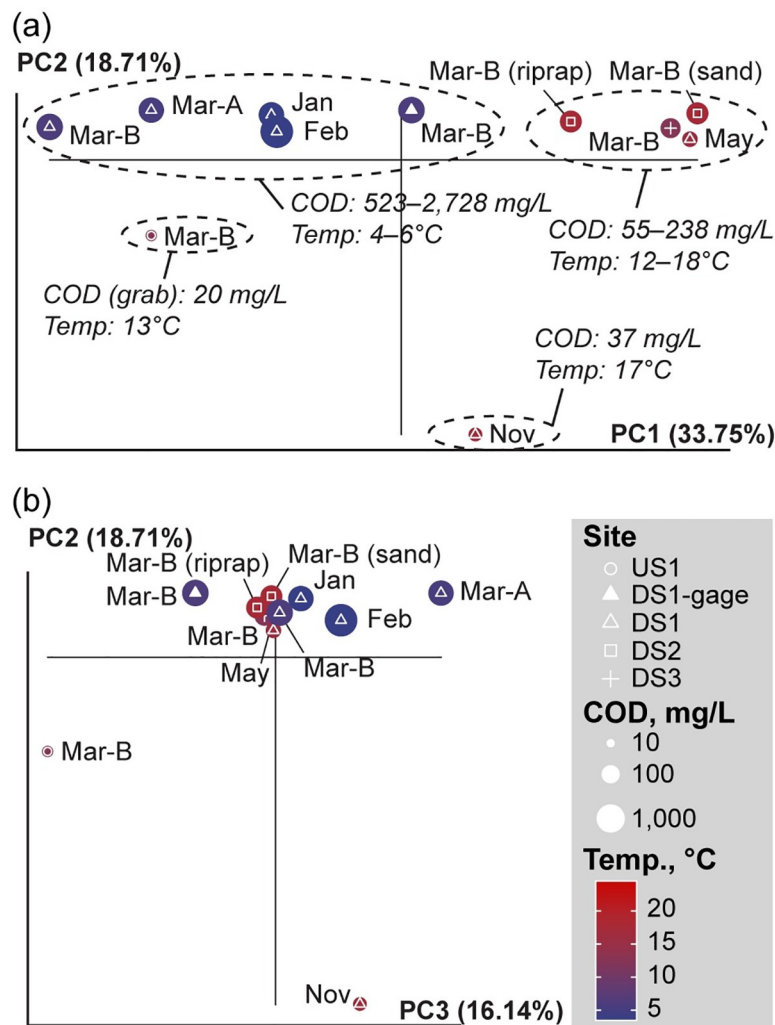 (a)
PC2 (18.71%)
Mar-B (riprap)
Mar-B (sand)
Mar-B
Mar-A
Jan
Feb
Mar-B
Mar-B
May
COD: 523–2,728 mg/L
Temp: 4–6°C
COD: 55–238 mg/L
Temp: 12–18°C
Mar-B
COD (grab): 20 mg/L
Temp: 13°C
COD: 37 mg/L
Temp: 17°C
Nov
PC1 (33.75%)
(b)
PC2 (18.71%)
Mar-B (riprap)
Mar-B (sand)
Mar-B
Jan
Mar-A
Feb
Mar-B
May
Mar-B
Mar-B
Nov
PC3 (16.14%)
Site
US1
DS1-gage
DS1
DS2
DS3
COD, mg/L
10
100
1,000
Temp., °C
20
15
10
5